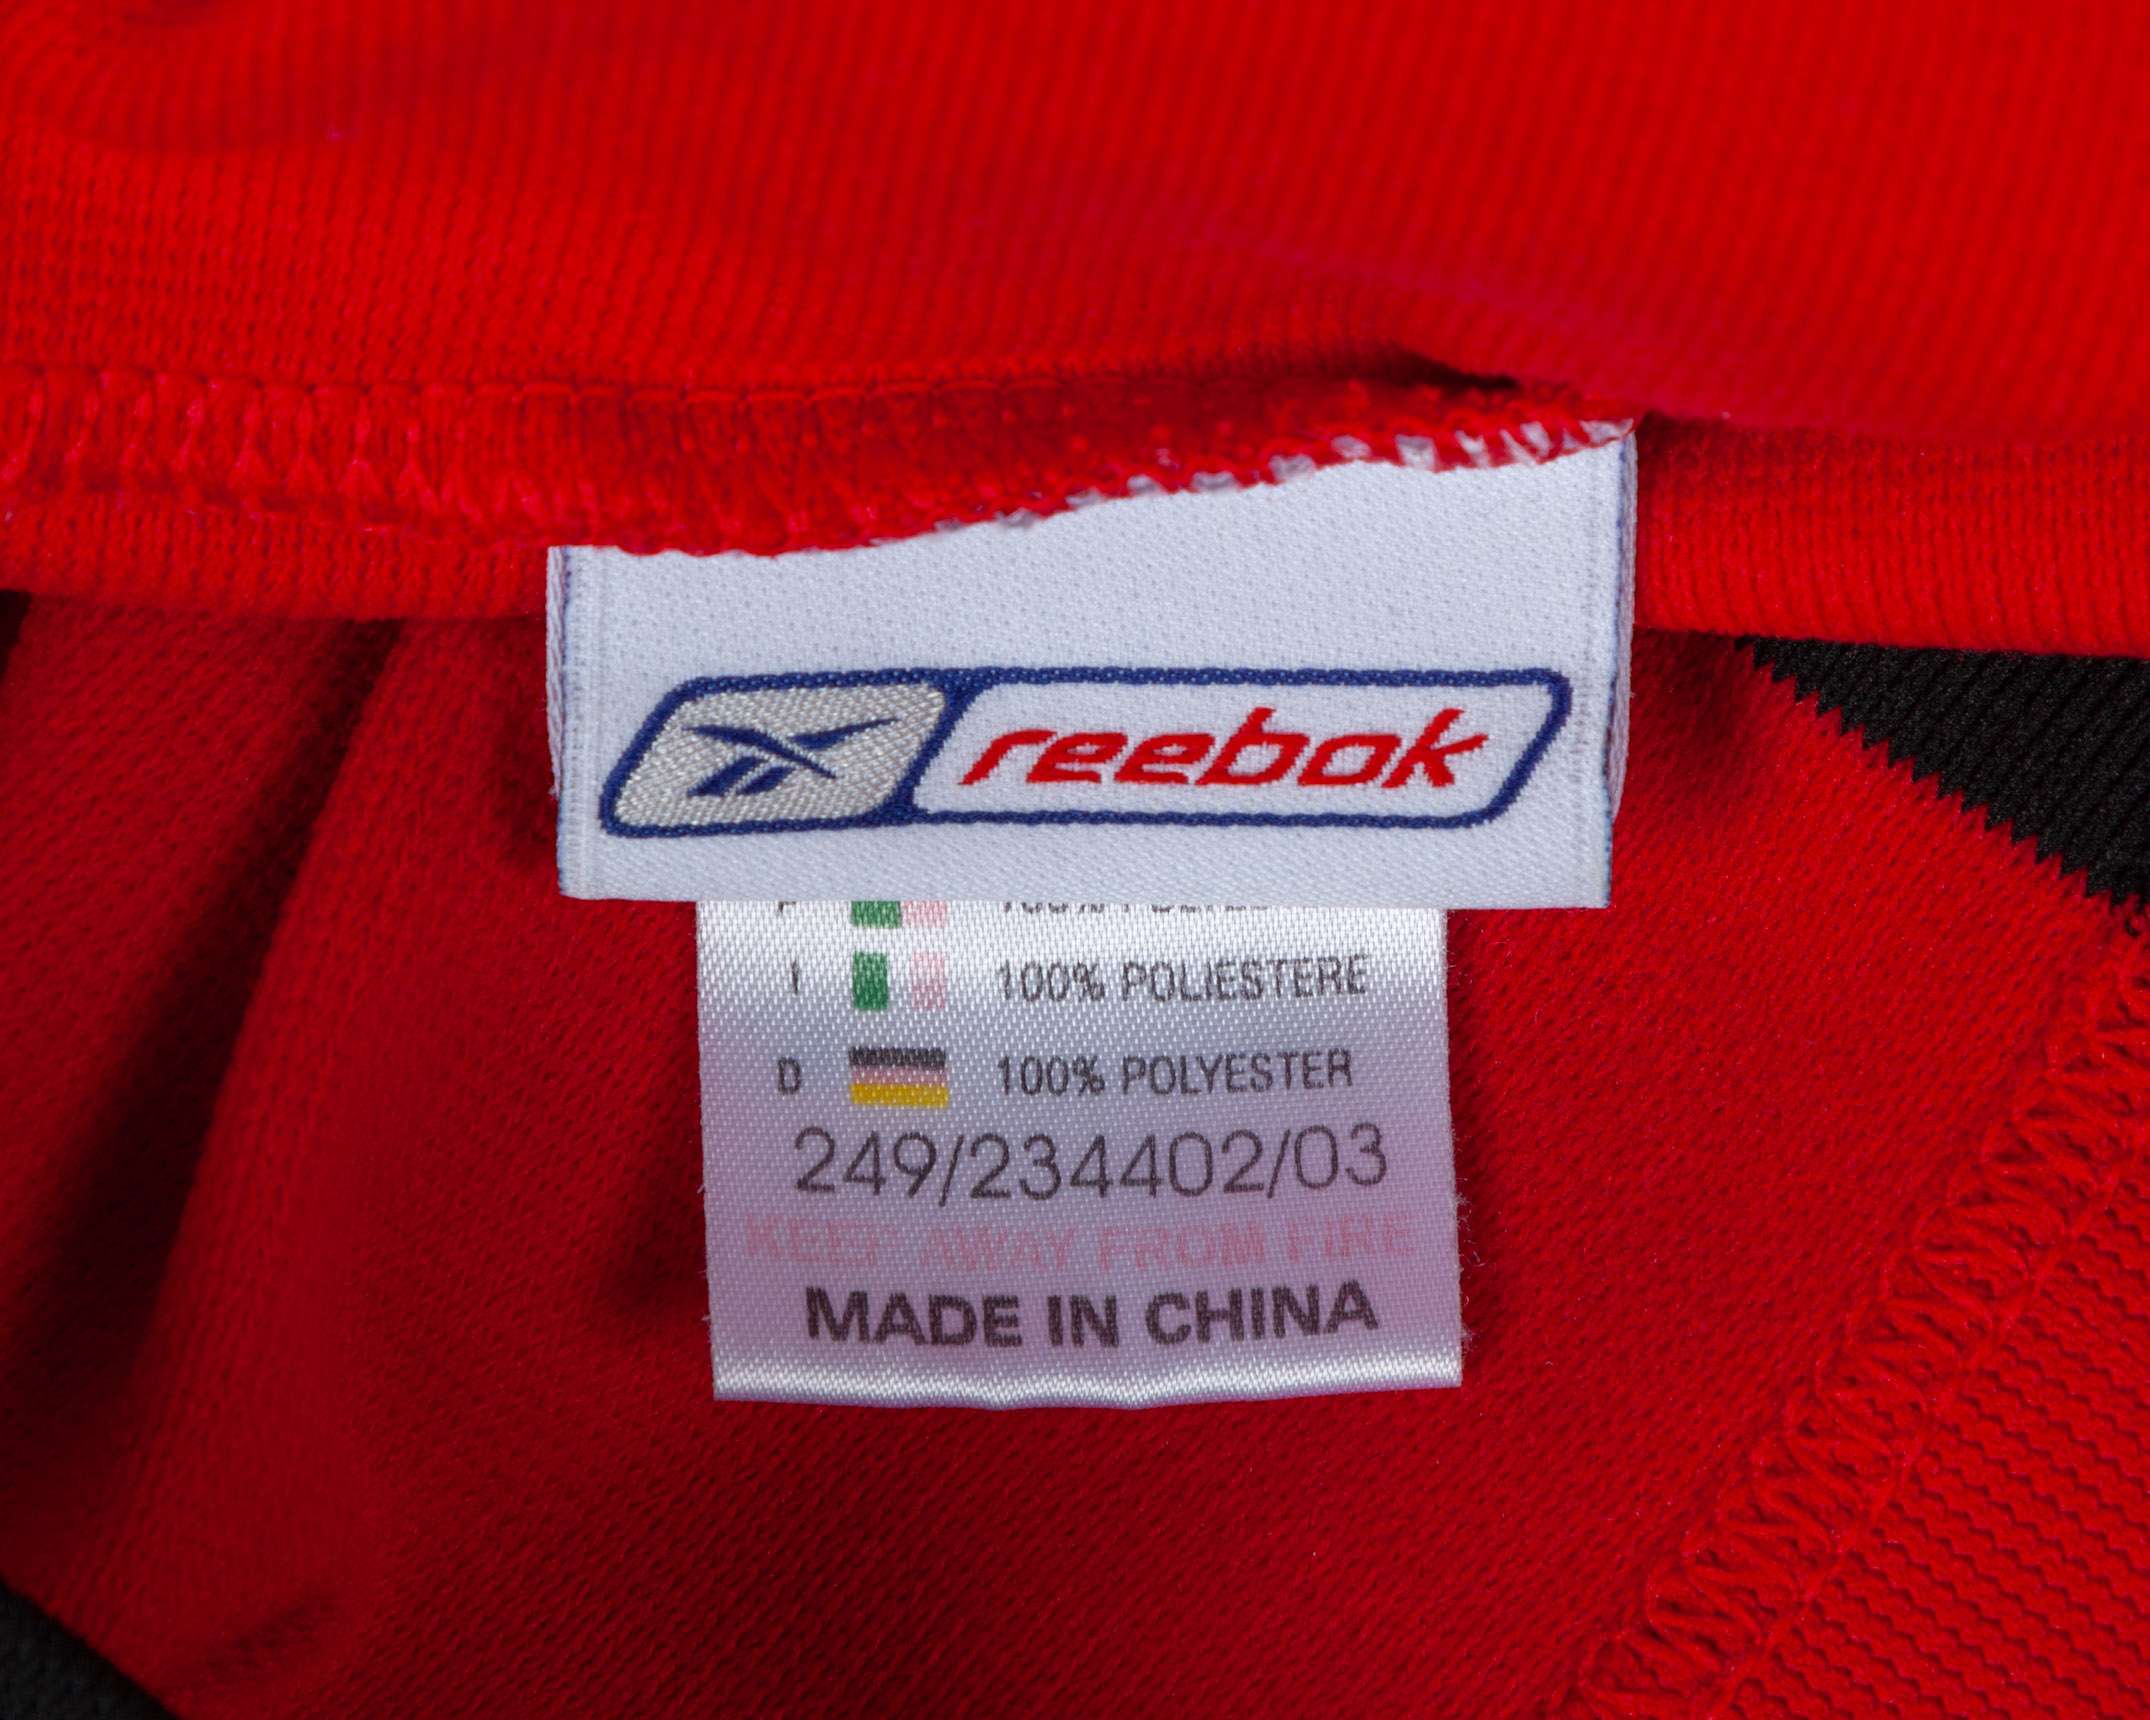 reebok
I 100% POLIESTERE
D 100% POLYESTER
249/234402/03
KEEP AWAY FROM FIRE
MADE IN CHINA